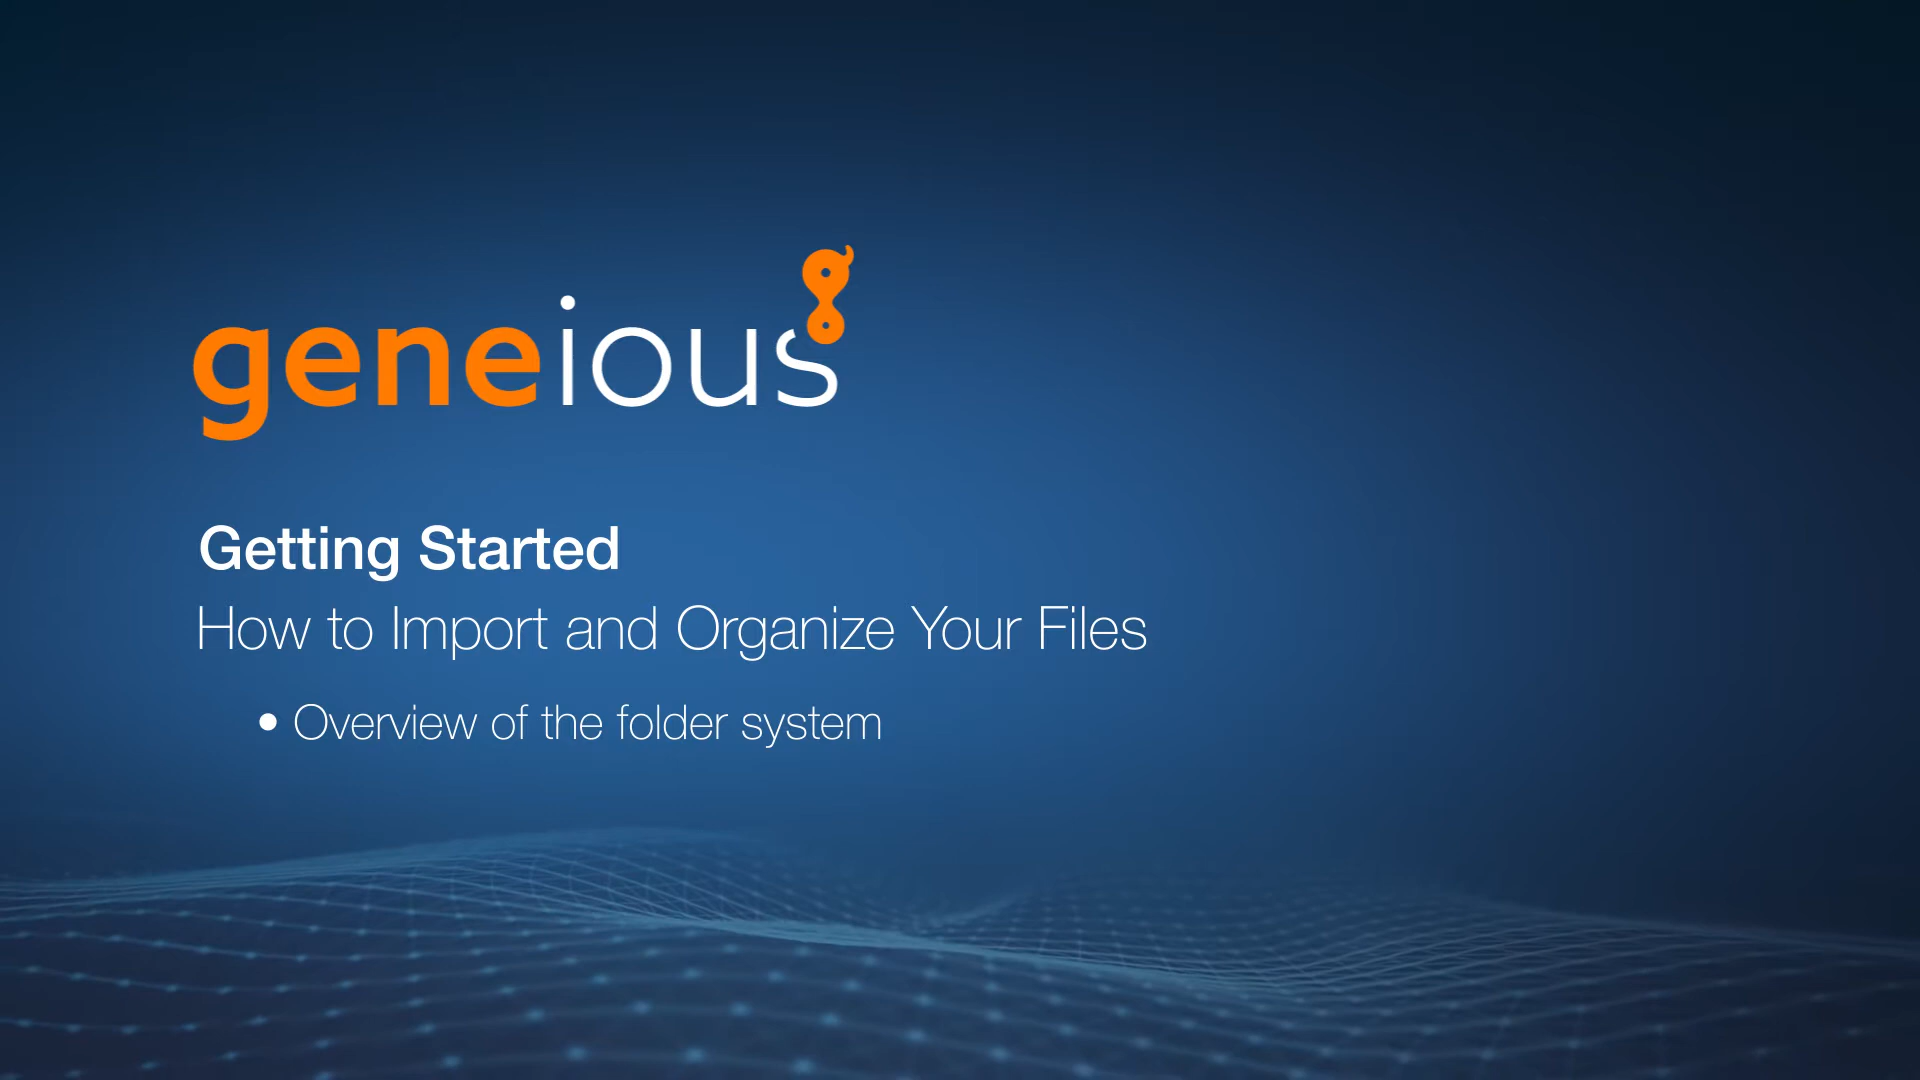 geneious
Getting Started
How to Import and Organize Your Files
• Overview of the folder system